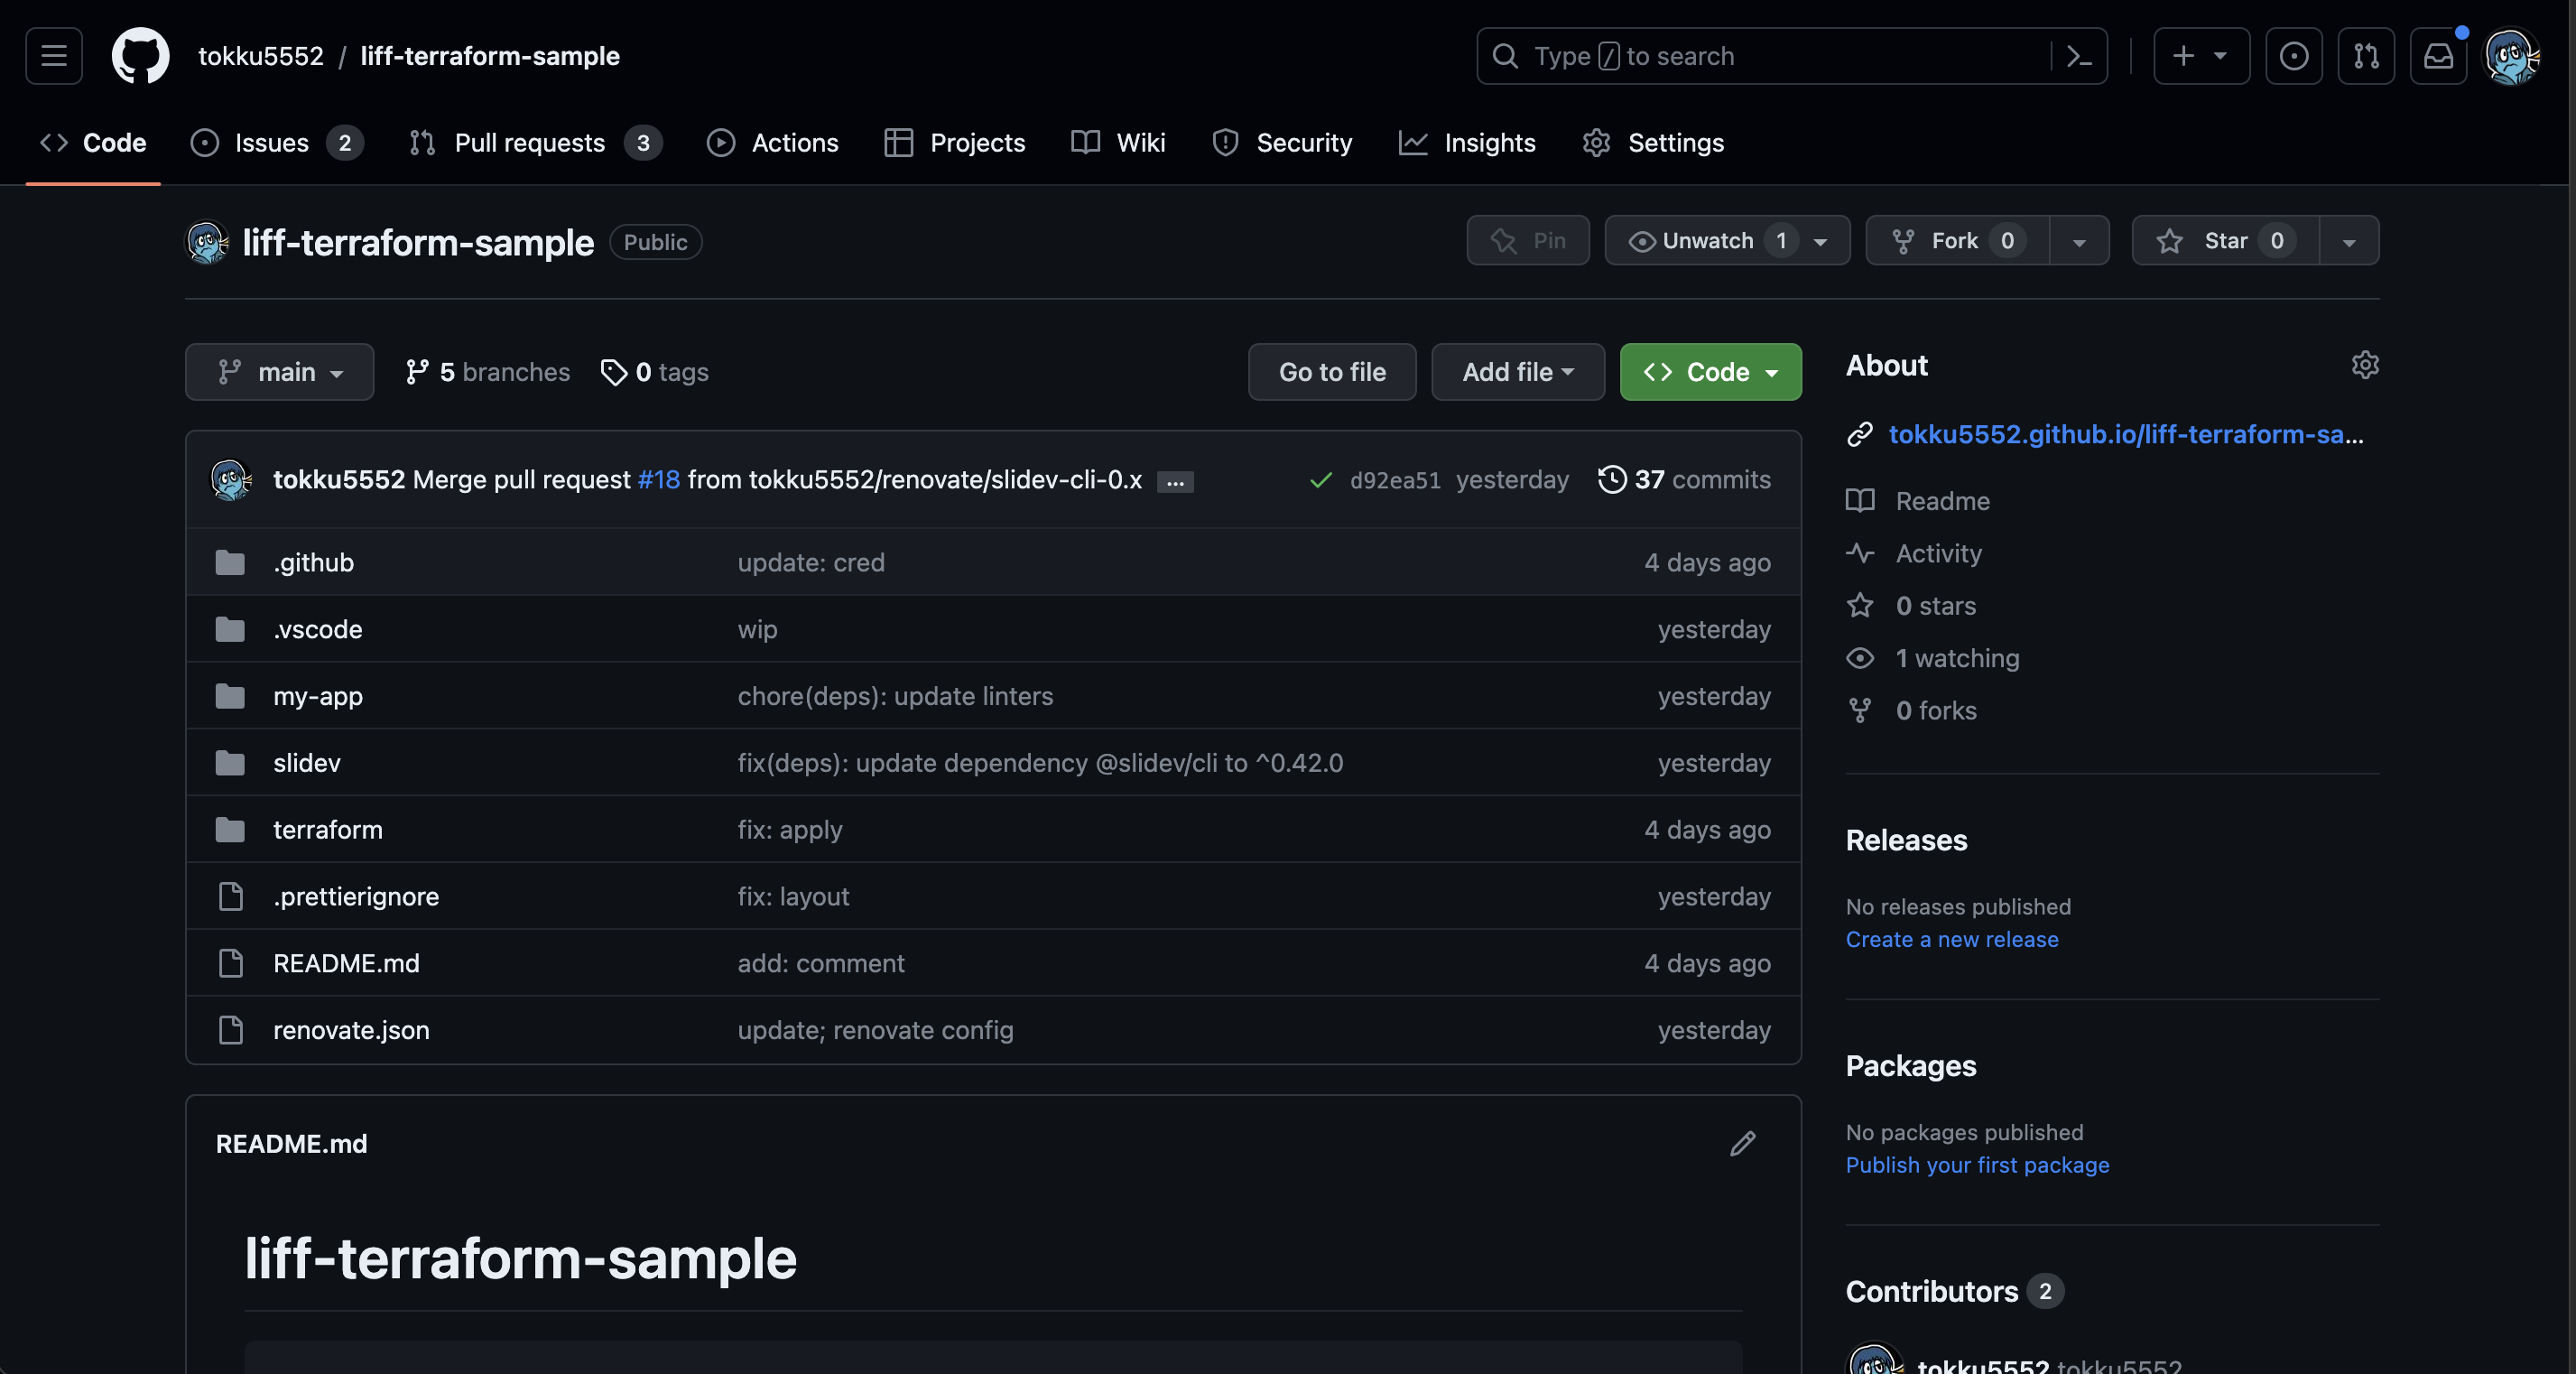 tokku5552 / liff-terraform-sample
Type / to search
Code Issues 2 Pull requests 3 Actions Projects Wiki Security Insights Settings
liff-terraform-sample Public
Pin Unwatch 1 Fork 0 Star 0
main 5 branches 0 tags Go to file Add file Code
tokku5552 Merge pull request #18 from tokku5552/renovate/slidev-cli-0.x ... d92ea51 yesterday 37 commits
.github update: cred 4 days ago
.vscode wip yesterday
my-app chore(deps): update linters yesterday
slidev fix(deps): update dependency @slidev/cli to ^0.42.0 yesterday
terraform fix: apply 4 days ago
.prettierignore fix: layout yesterday
README.md add: comment 4 days ago
renovate.json update; renovate config yesterday
README.md
liff-terraform-sample
About
tokku5552.github.io/liff-terraform-sa...
Readme
Activity
0 stars
1 watching
0 forks
Releases
No releases published
Create a new release
Packages
No packages published
Publish your first package
Contributors 2
tokku5552 tokku5552